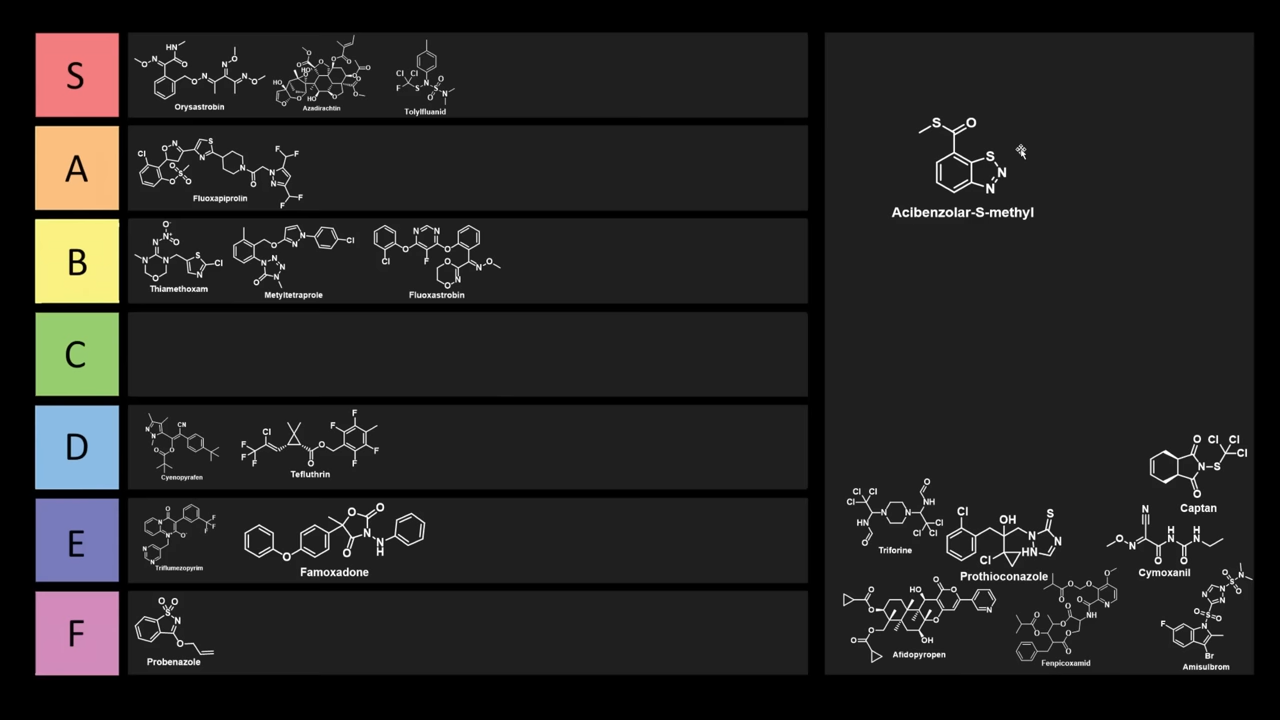 S
Orysastrobin
Azadirachtin
Tolylfluanid
A
Fluoxapiprolin
B
Thiamethoxam
Metyltetraprole
Fluoxastrobin
C
D
Cyenopyrafen
Tefluthrin
E
Triflumezopyrim
Famoxadone
F
Probenazole
Acibenzolar-S-methyl
Captan
Triforine
Prothioconazole
Cymoxanil
Afidopyropen
Fenpicoxamid
Amisulbrom